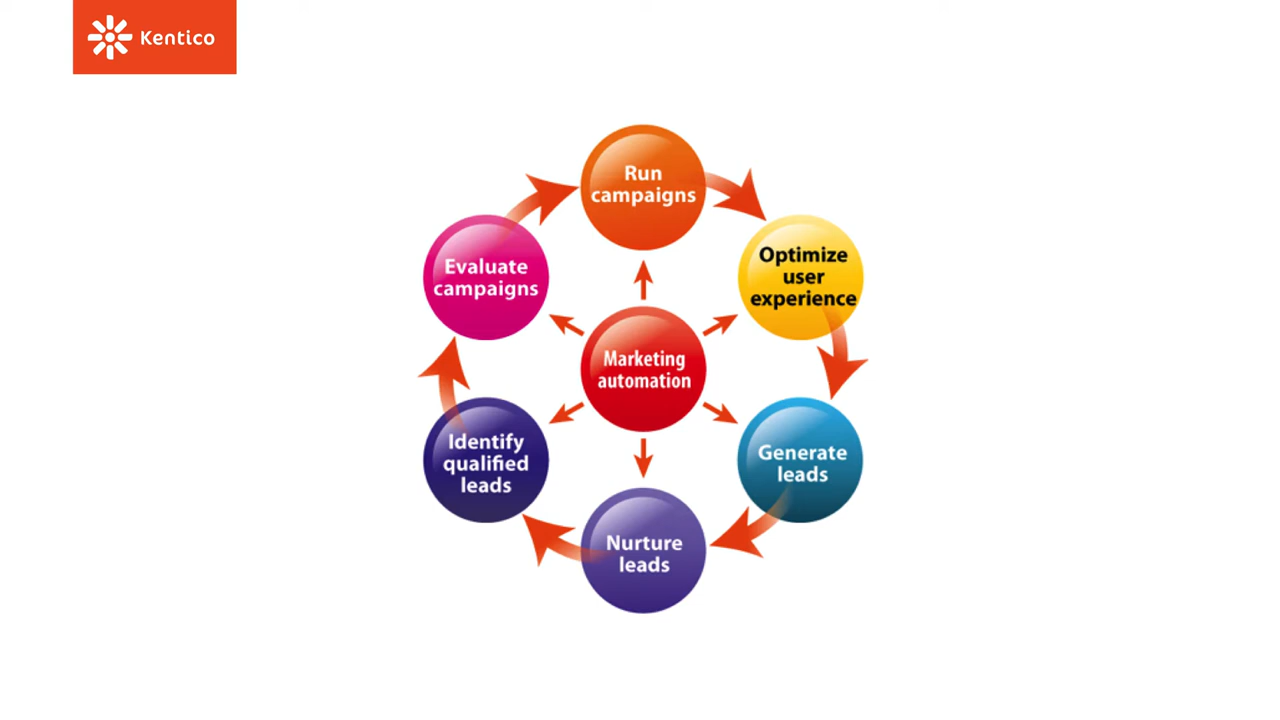 Kentico
Run
campaigns
Optimize
user
experience
Generate
leads
Nurture
leads
Identify
qualified
leads
Evaluate
campaigns
Marketing
automation